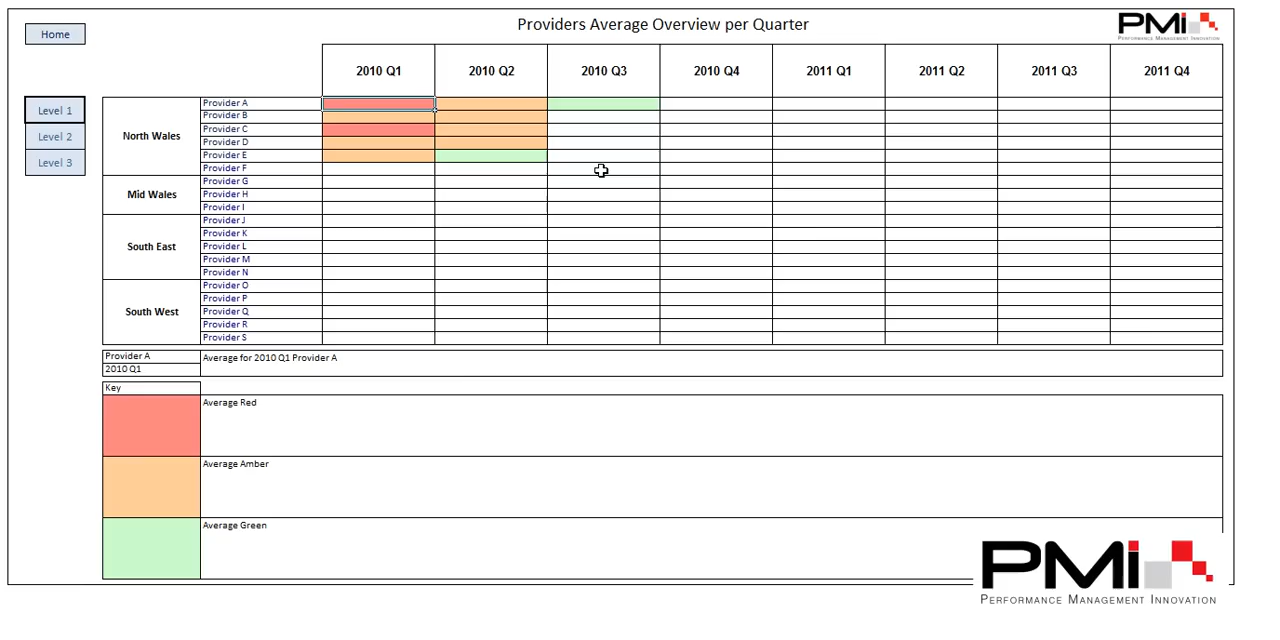 Home
Providers Average Overview per Quarter
PMi
PERFORMANCE MANAGEMENT INNOVATION
2010 Q1 2010 Q2 2010 Q3 2010 Q4 2011 Q1 2011 Q2 2011 Q3 2011 Q4
Level 1
Level 2
Level 3
North Wales
Provider A
Provider B
Provider C
Provider D
Provider E
Provider F
Mid Wales
Provider G
Provider H
Provider I
South East
Provider J
Provider K
Provider L
Provider M
Provider N
South West
Provider O
Provider P
Provider Q
Provider R
Provider S
Provider A
2010 Q1
Average for 2010 Q1 Provider A
Key
Average Red
Average Amber
Average Green
PMi
PERFORMANCE MANAGEMENT INNOVATION